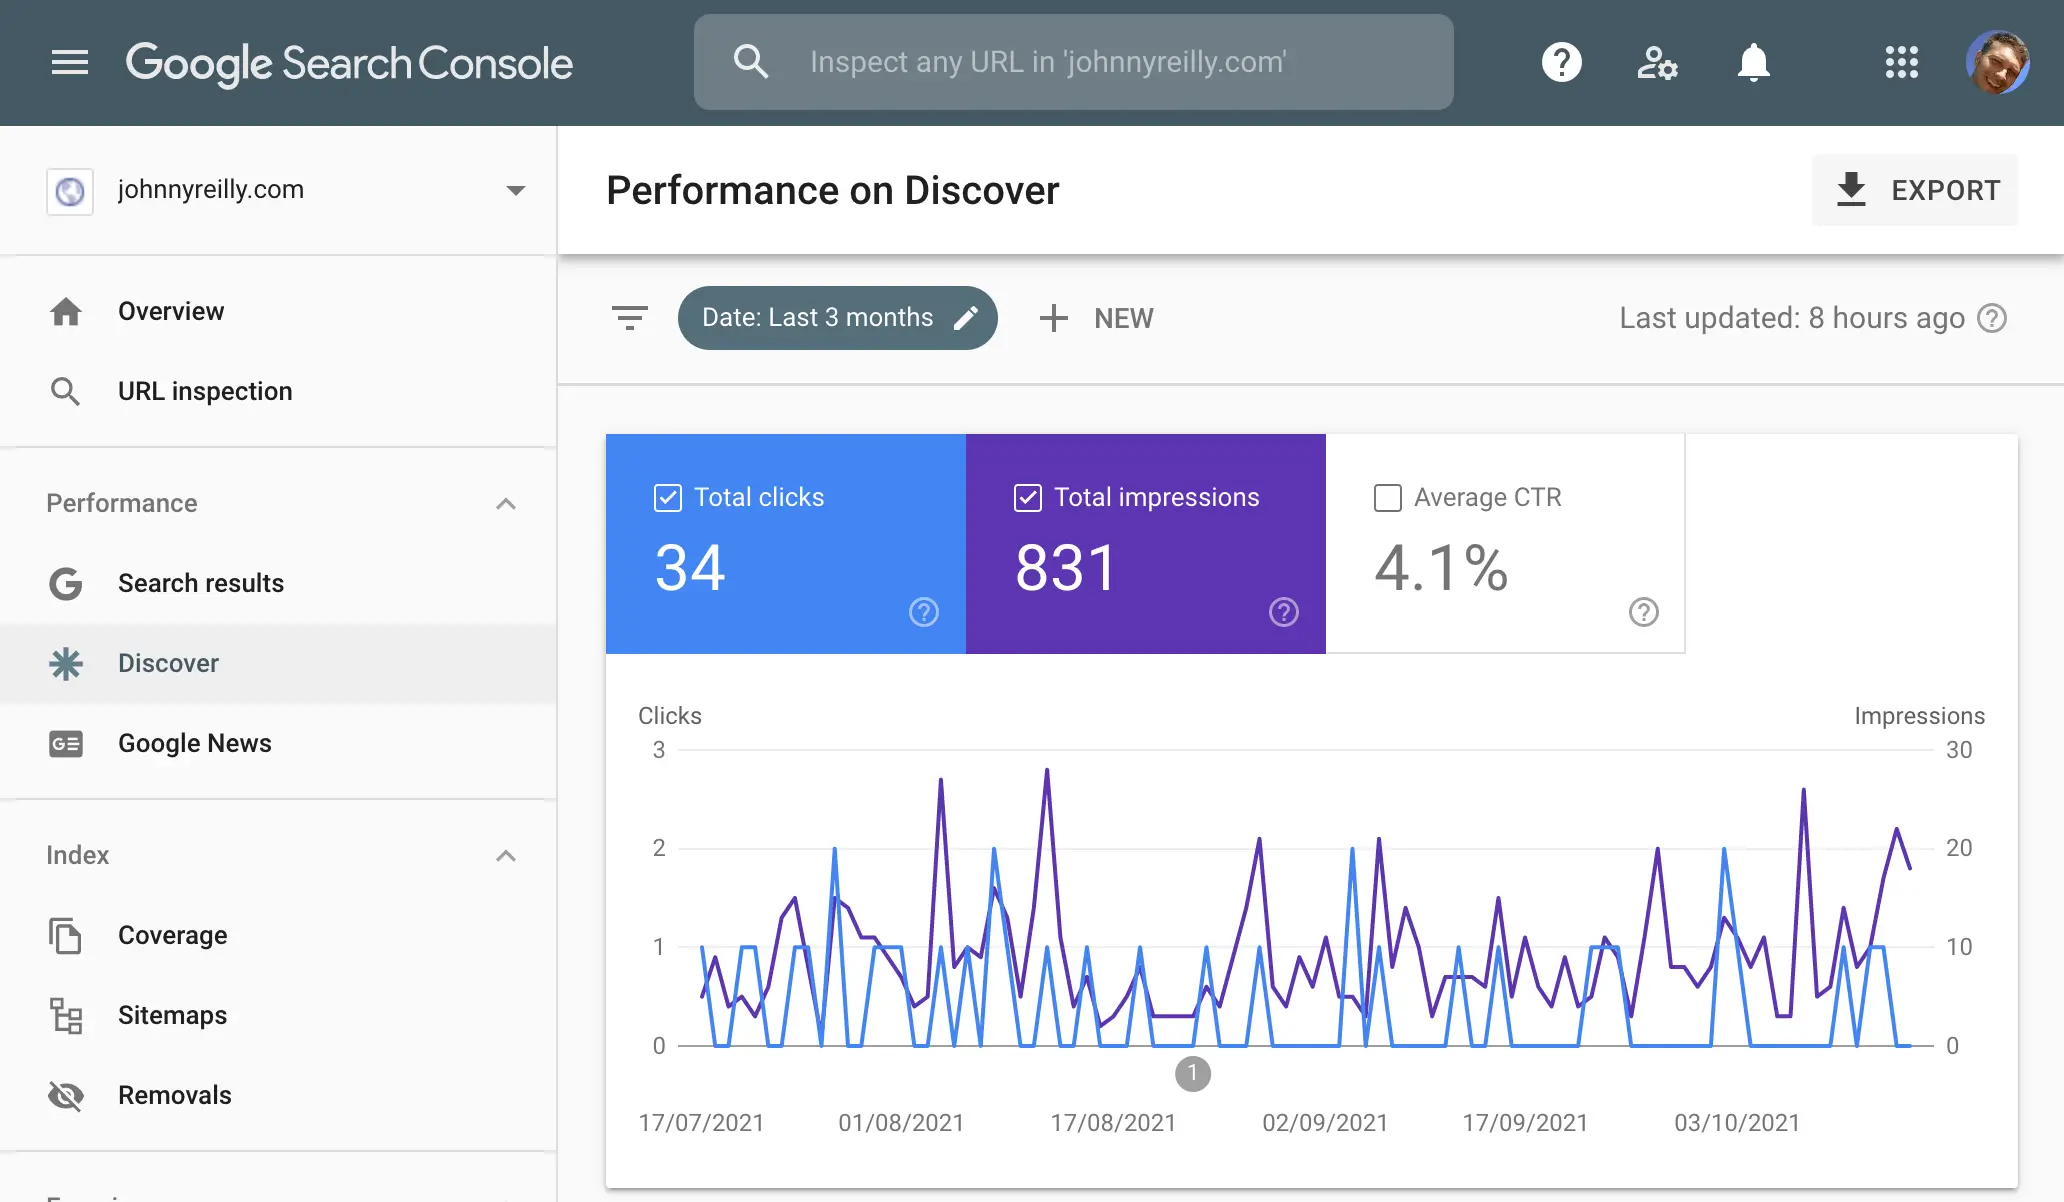 Google Search Console
Inspect any URL in 'johnnyreilly.com'
johnnyreilly.com
Overview
URL inspection
Performance
Search results
Discover
Google News
Index
Coverage
Sitemaps
Removals
Performance on Discover
EXPORT
Date: Last 3 months
NEW
Last updated: 8 hours ago
Total clicks
34
Total impressions
831
Average CTR
4.1%
Clicks
Impressions
3
30
2
20
1
10
0
0
1
17/07/2021
01/08/2021
17/08/2021
02/09/2021
17/09/2021
03/10/2021